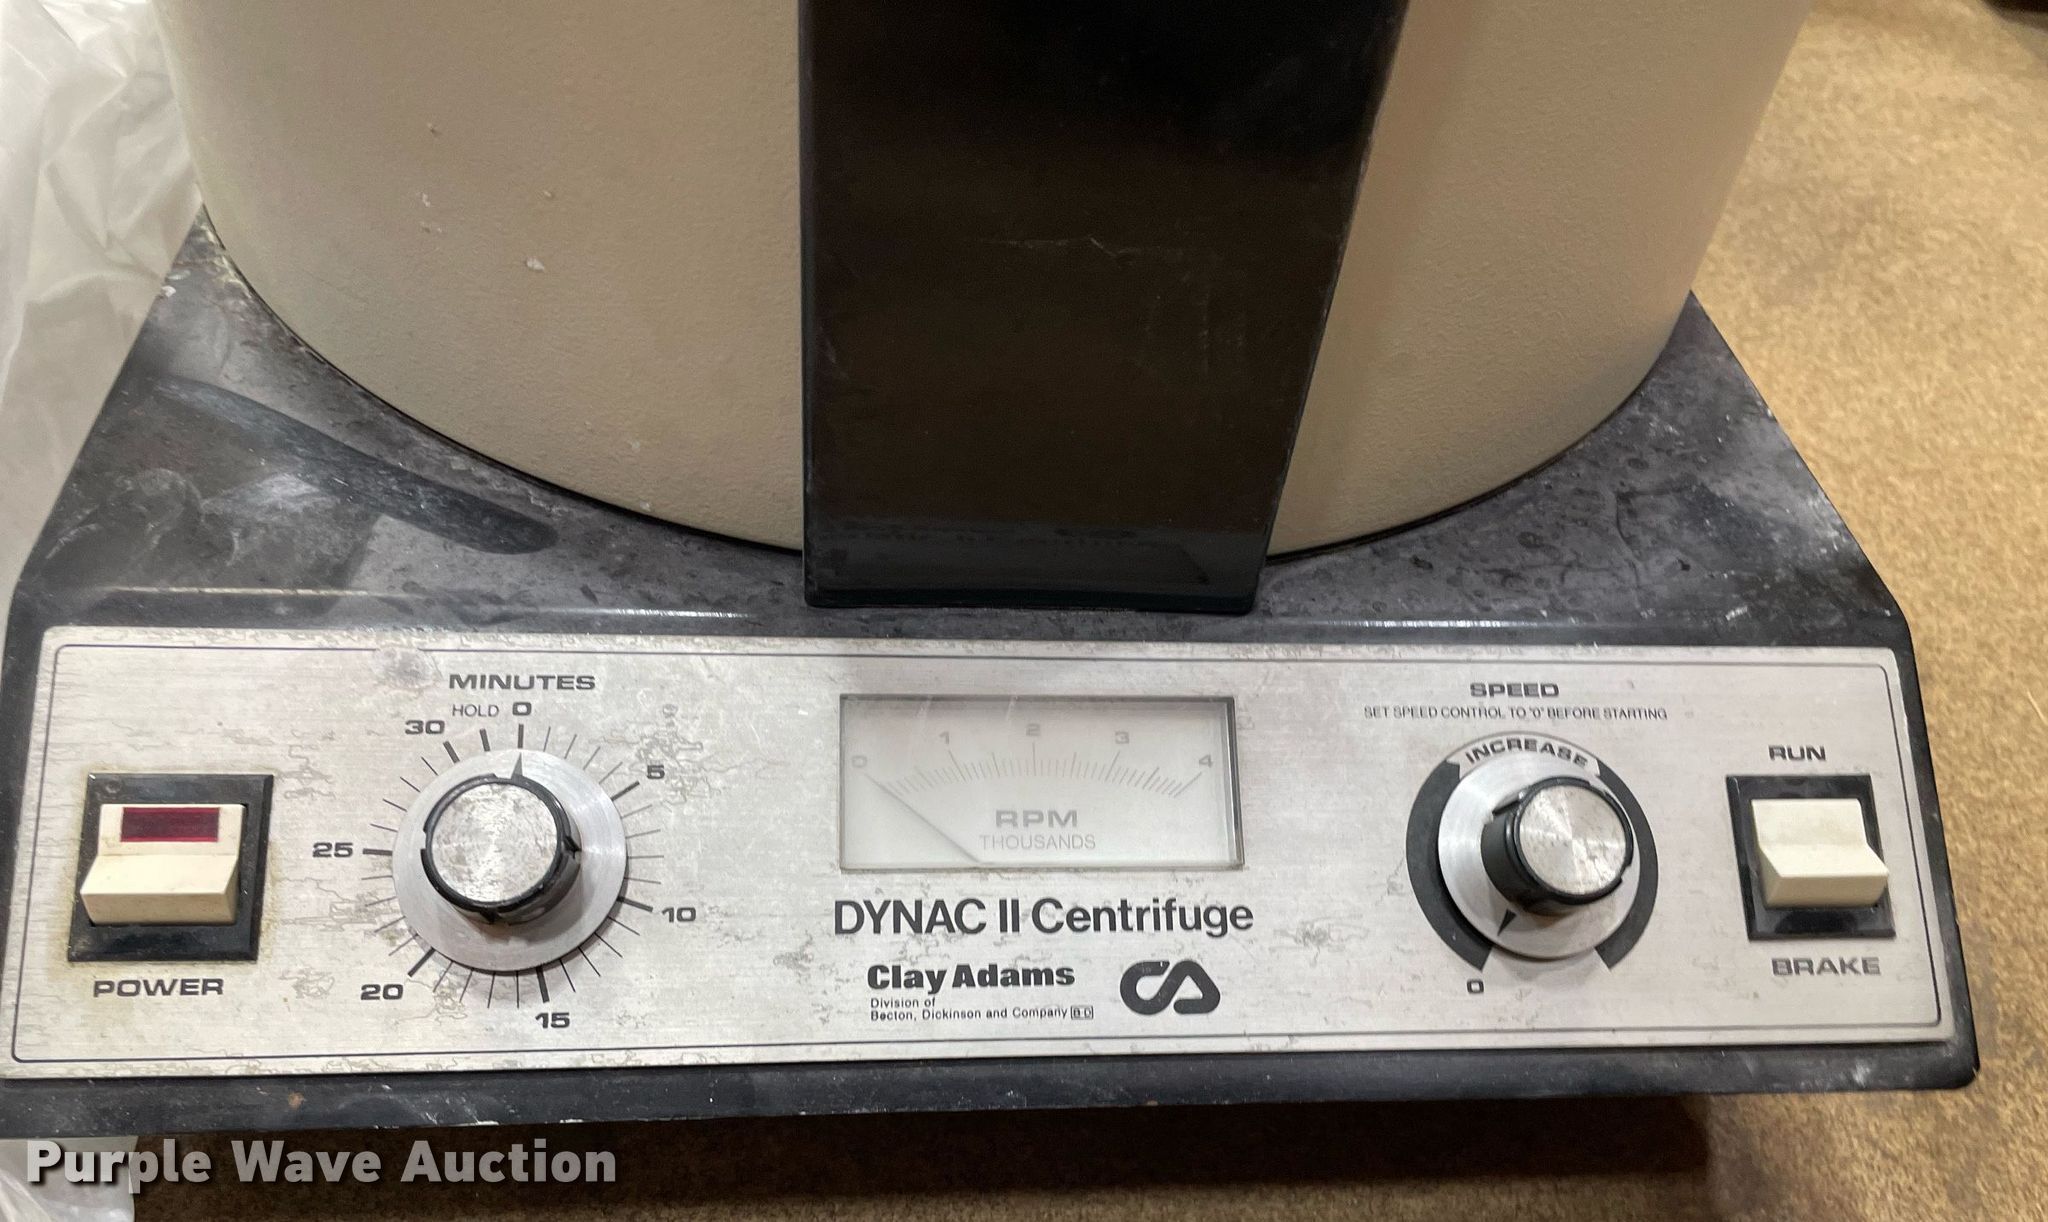 MINUTES
HOLD 0
30
5
25
10
20
15
POWER
0 1 2 3 4
RPM
THOUSANDS
DYNAC II Centrifuge
Clay Adams
Division of
Becton, Dickinson and Company B-D
SPEED
SET SPEED CONTROL TO "0" BEFORE STARTING
INCREASE
0
RUN
BRAKE
Purple Wave Auction